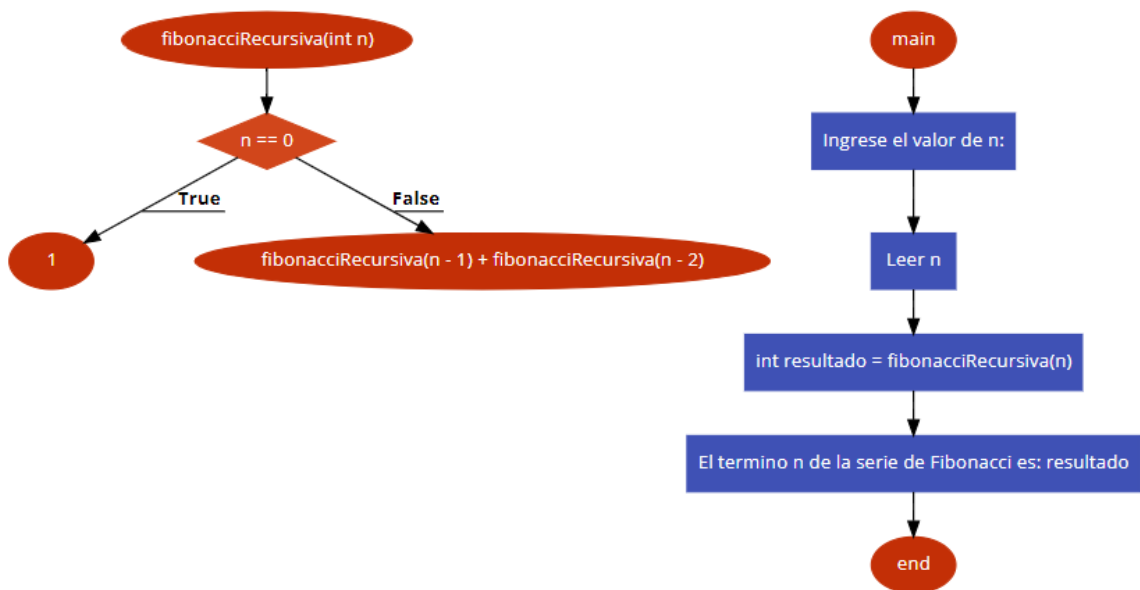 fibonacciRecursiva(int n)
n == 0
True
False
1
fibonacciRecursiva(n - 1) + fibonacciRecursiva(n - 2)
main
Ingrese el valor de n:
Leer n
int resultado = fibonacciRecursiva(n)
El termino n de la serie de Fibonacci es: resultado
end